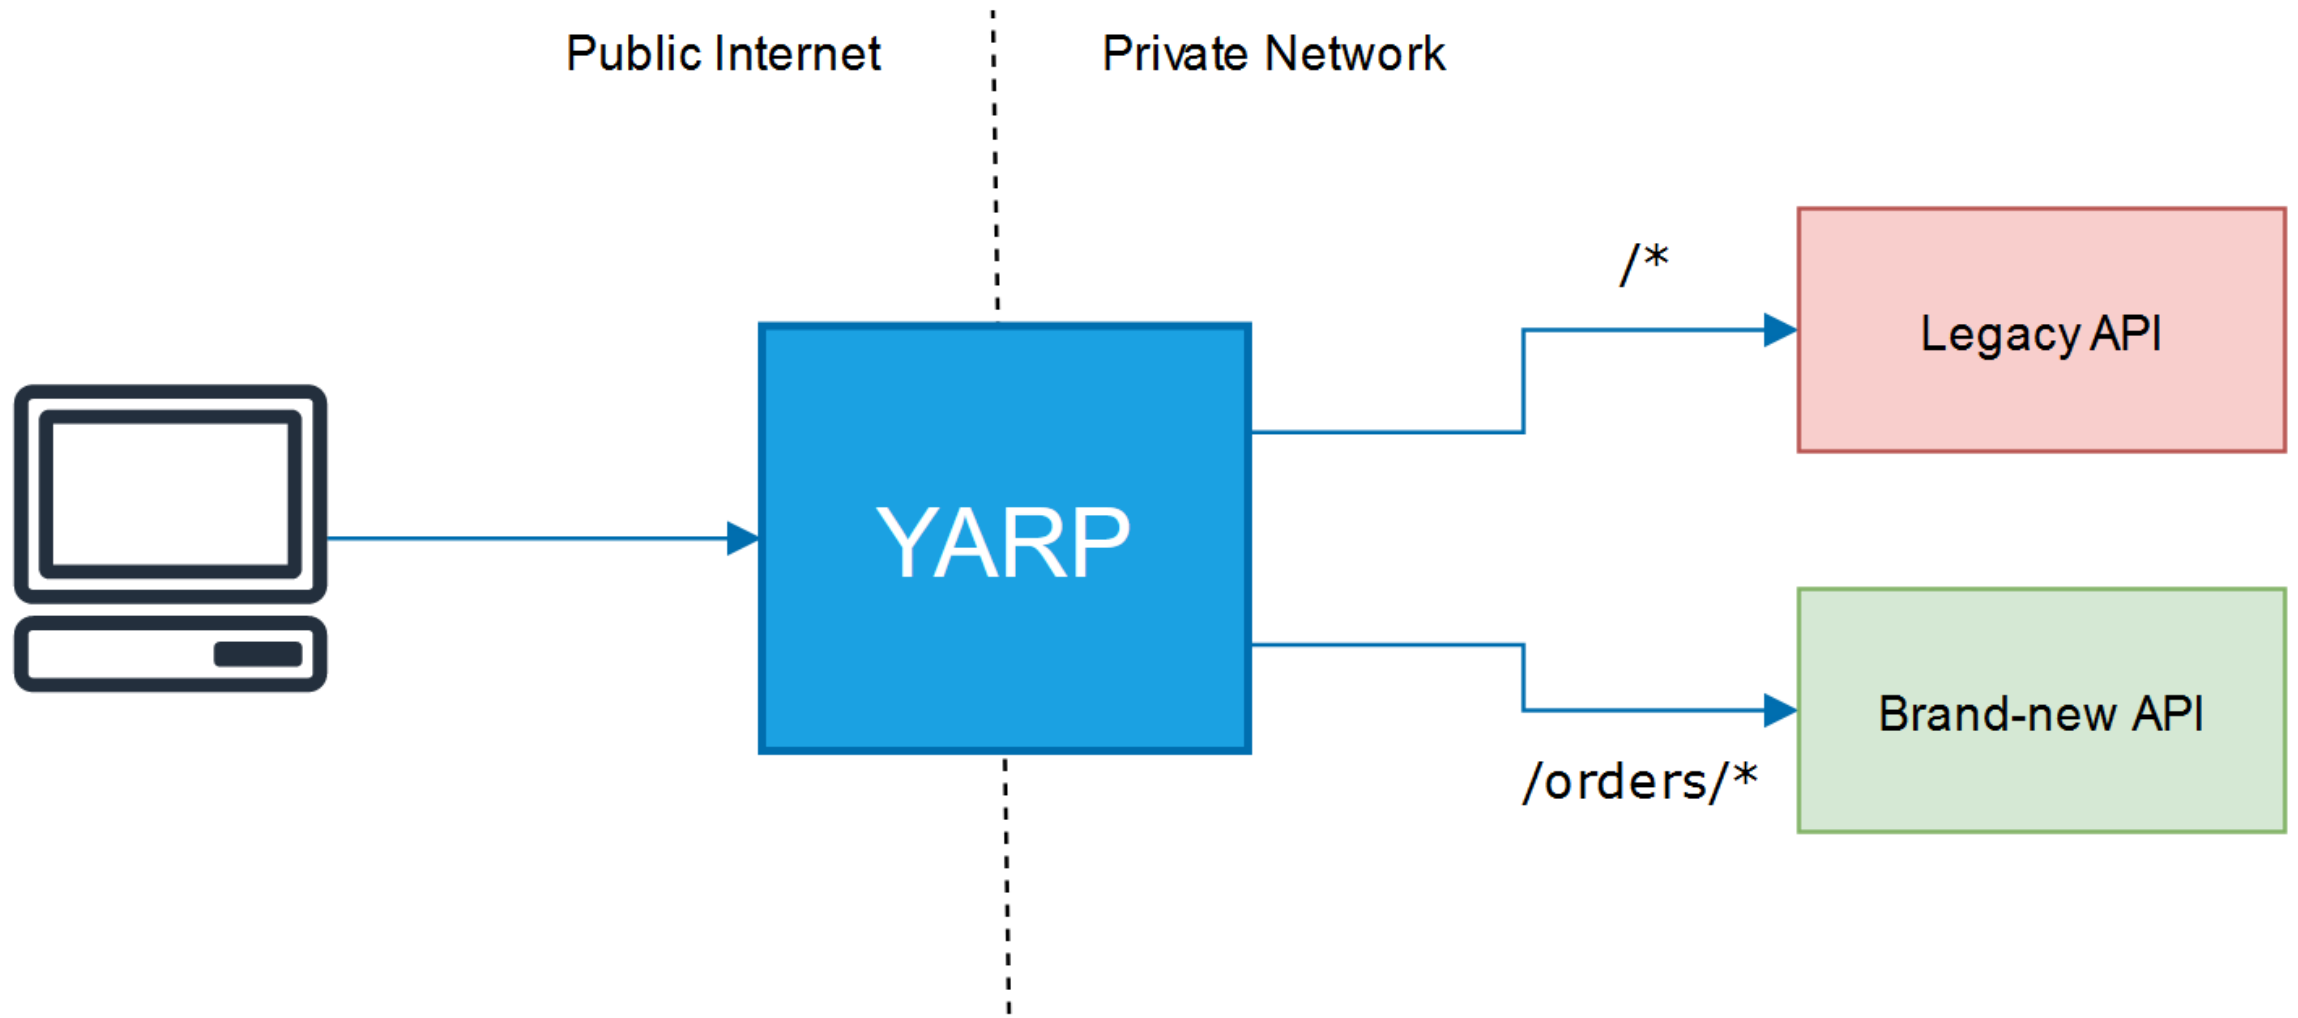 Public Internet
Private Network
/*
Legacy API
YARP
Brand-new API
/orders/*